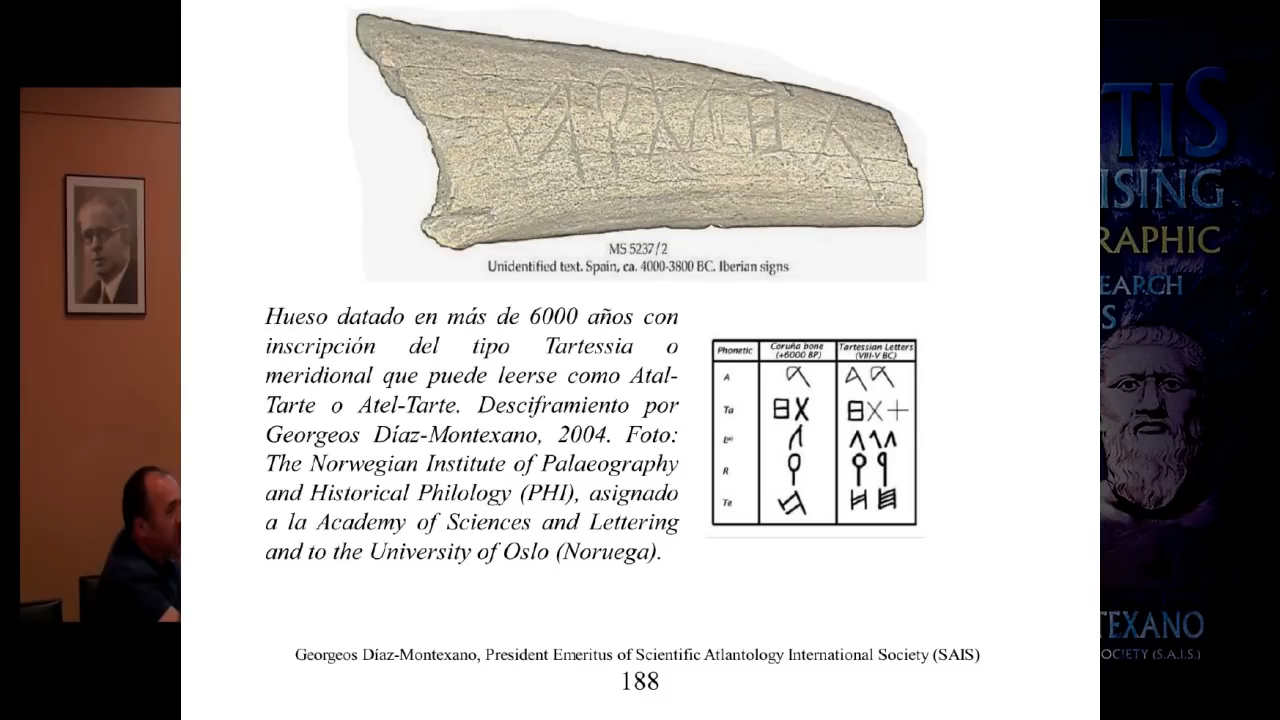 MS 5237/2
Unidentified text. Spain, ca. 4000-3800 BC. Iberian signs
Hueso datado en más de 6000 años con
inscripción del tipo Tartessia o
meridional que puede leerse como Atal-
Tarte o Atel-Tarte. Desciframiento por
Georgeos Díaz-Montexano, 2004. Foto:
The Norwegian Institute of Palaeography
and Historical Philology (PHI), asignado
a la Academy of Sciences and Lettering
and to the University of Oslo (Noruega).
Phonetic Coruña bone (+6000 BP) Tartessian Letters (VIII-V BC)
A
Ta
R
Te
Georgeos Díaz-Montexano, President Emeritus of Scientific Atlantology International Society (SAIS)
188
TIS
ISING
RAPHIC
EARCH
S
TEXANO
OCIETY (S.A.I.S.)